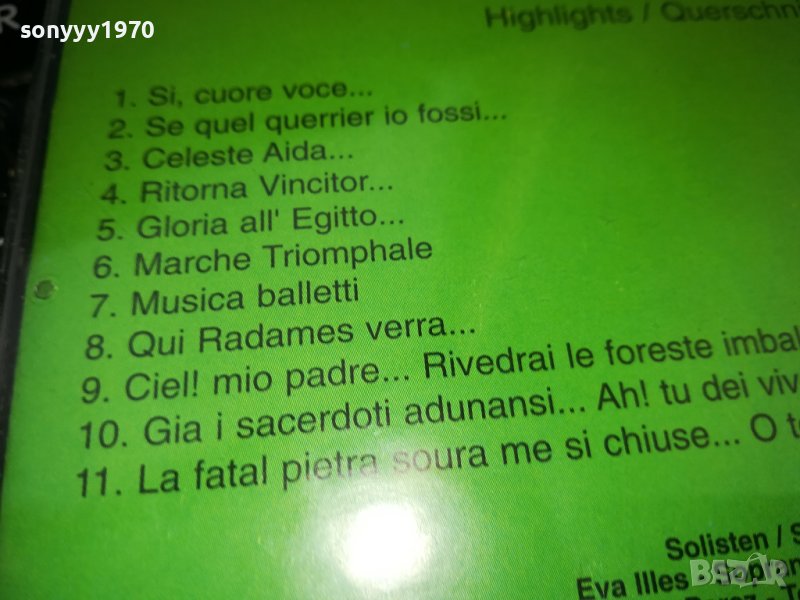 sonyyy1970
Highlights /
1. Si, cuore voce...
2. Se quel querrier io fossi...
3. Celeste Aida...
4. Ritorna Vincitor...
5. Gloria all' Egitto...
6. Marche Triomphale
7. Musica balletti
8. Qui Radames verra...
9. Ciel! mio padre... Rivedrai le foreste
10. Gia i sacerdoti adunansi... Ah! tu dei
11. La fatal pietra soura me si chiuse... O
Solisten /
Eva Illes
BAZAR